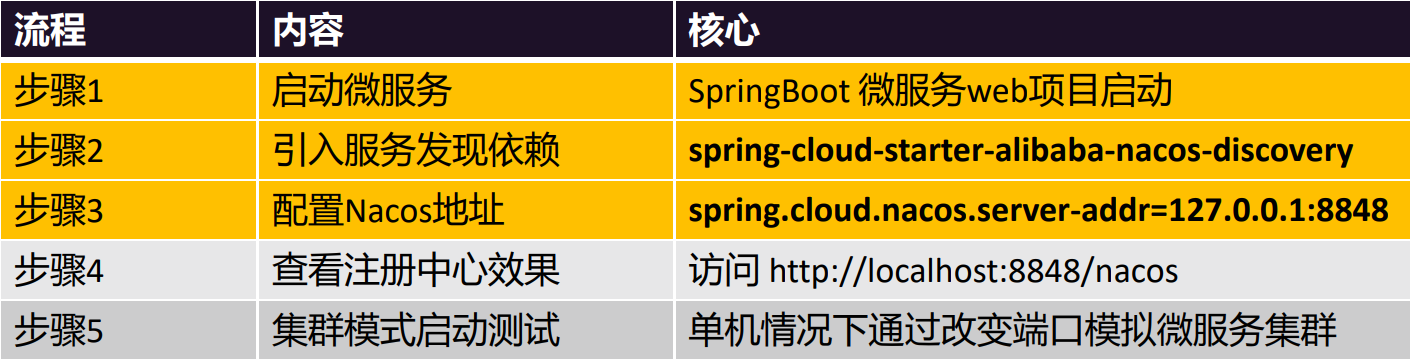 流程 内容 核心
步骤1 启动微服务 SpringBoot 微服务web项目启动
步骤2 引入服务发现依赖 spring-cloud-starter-alibaba-nacos-discovery
步骤3 配置Nacos地址 spring.cloud.nacos.server-addr=127.0.0.1:8848
步骤4 查看注册中心效果 访问 http://localhost:8848/nacos
步骤5 集群模式启动测试 单机情况下通过改变端口模拟微服务集群